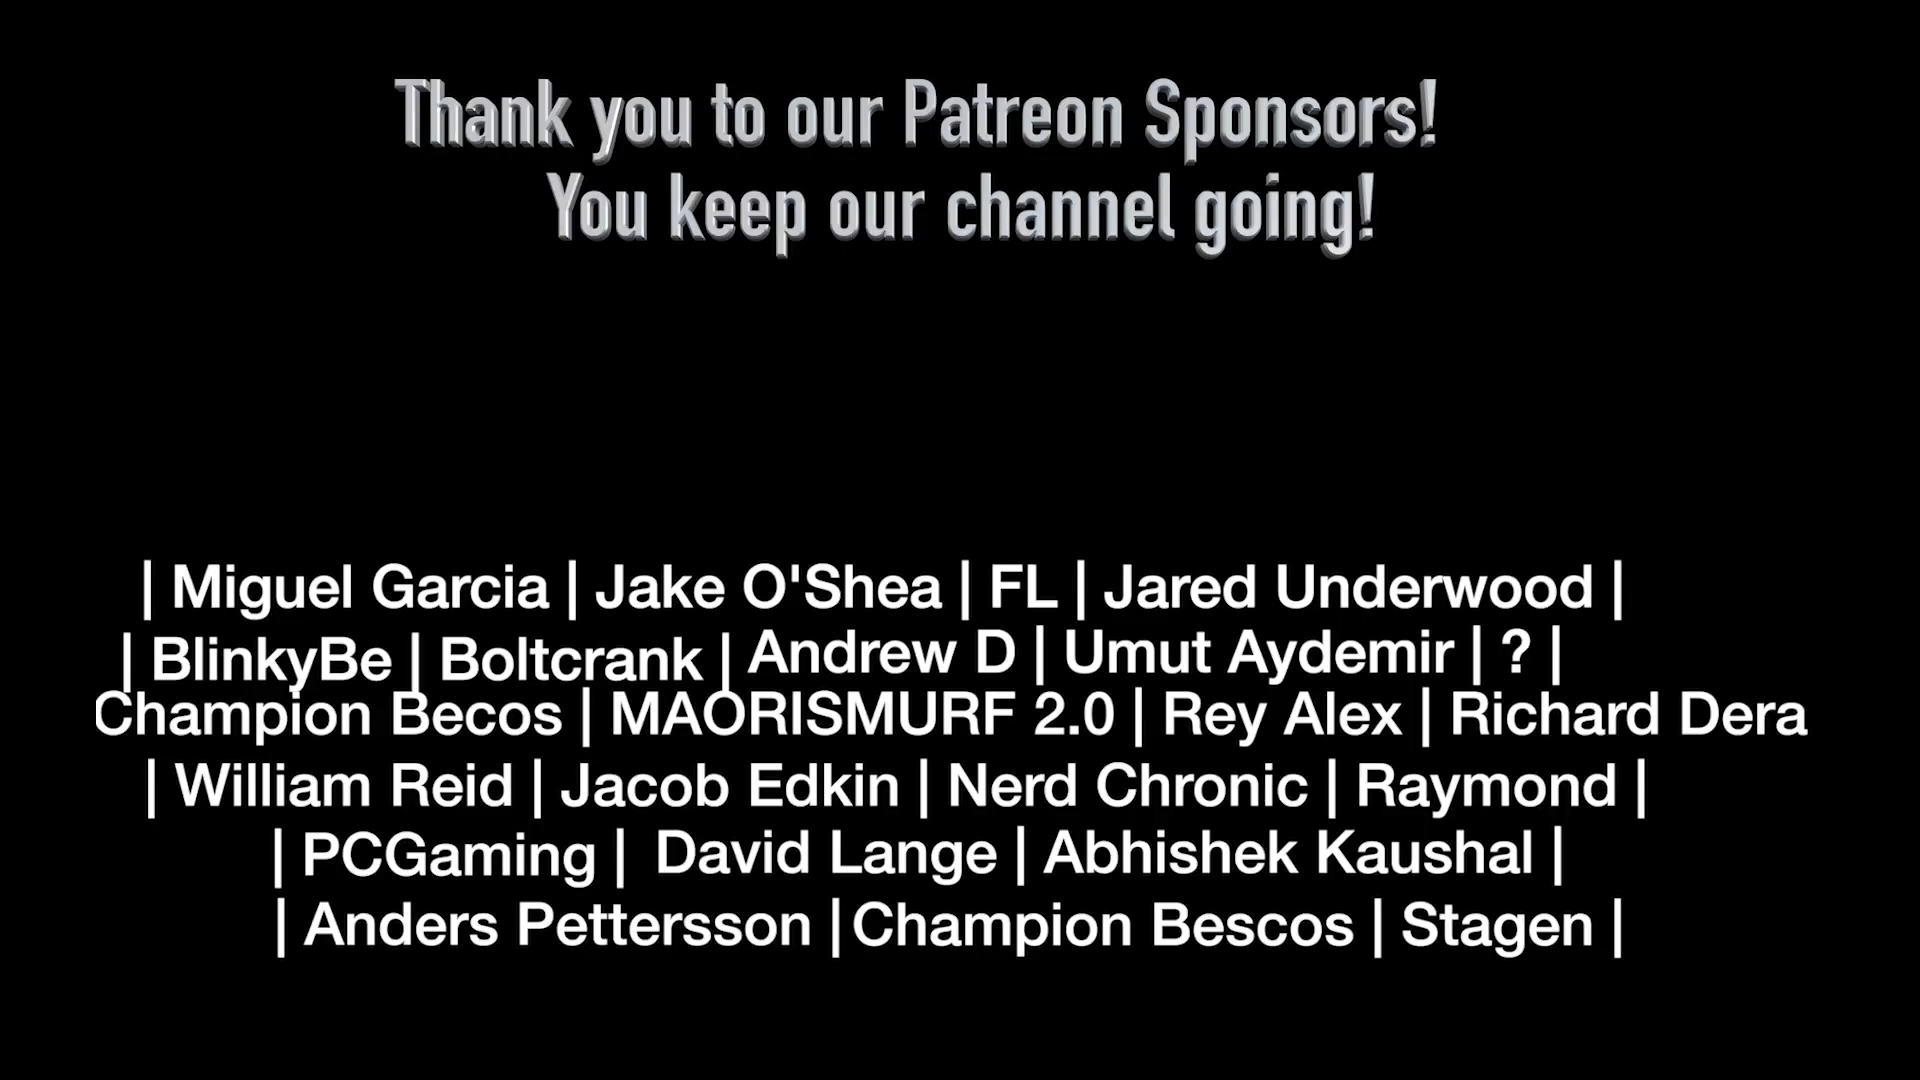 Thank you to our Patreon Sponsors!
You keep our channel going!
| Miguel Garcia | Jake O'Shea | FL | Jared Underwood |
| BlinkyBe | Boltcrank | Andrew D | Umut Aydemir | ? |
Champion Becos | MAORISMURF 2.0 | Rey Alex | Richard Dera
| William Reid | Jacob Edkin | Nerd Chronic | Raymond |
| PCGaming | David Lange | Abhishek Kaushal |
| Anders Pettersson | Champion Bescos | Stagen |